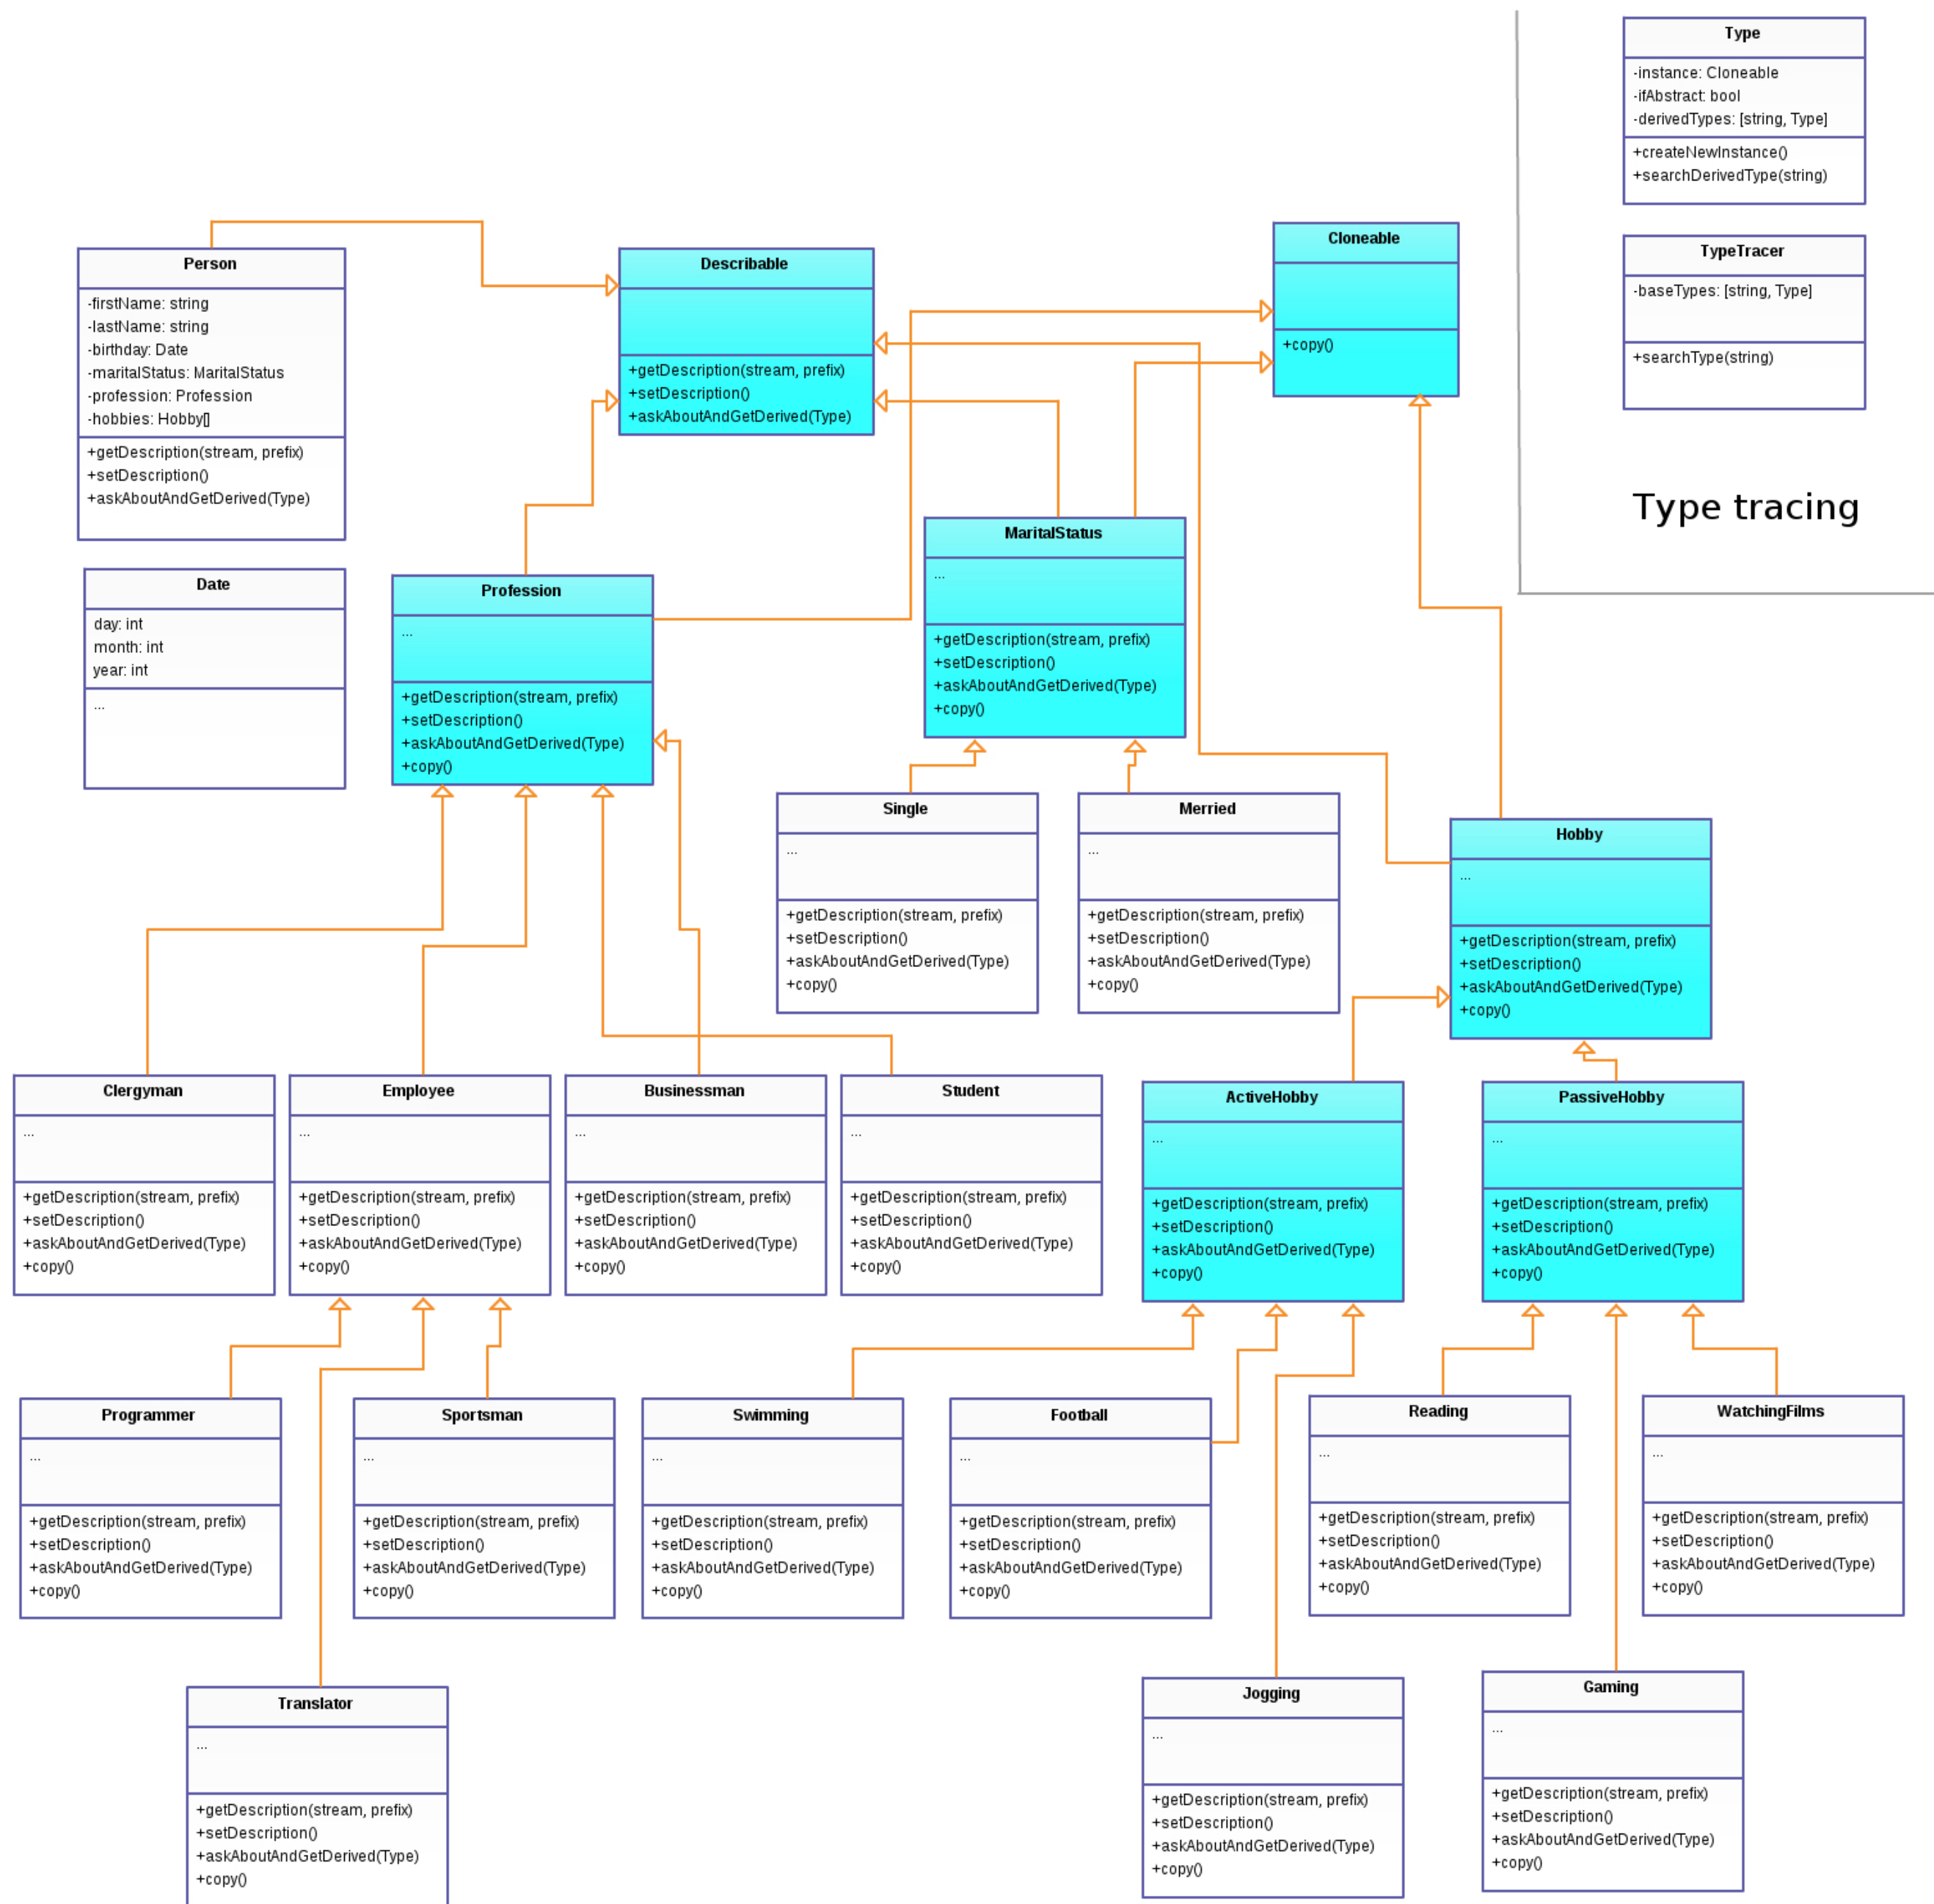 Type
-instance: Cloneable
-ifAbstract: bool
-derivedTypes: [string, Type]
+createNewInstance()
+searchDerivedType(string)
TypeTracer
-baseTypes: [string, Type]
+searchType(string)
Type tracing
Person
-firstName: string
-lastName: string
-birthday: Date
-maritalStatus: MaritalStatus
-profession: Profession
-hobbies: Hobby[]
+getDescription(stream, prefix)
+setDescription()
+askAboutAndGetDerived(Type)
Describable
+getDescription(stream, prefix)
+setDescription()
+askAboutAndGetDerived(Type)
Cloneable
+copy()
Date
day: int
month: int
year: int
...
Profession
...
+getDescription(stream, prefix)
+setDescription()
+askAboutAndGetDerived(Type)
+copy()
MaritalStatus
...
+getDescription(stream, prefix)
+setDescription()
+askAboutAndGetDerived(Type)
+copy()
Single
...
+getDescription(stream, prefix)
+setDescription()
+askAboutAndGetDerived(Type)
+copy()
Merried
...
+getDescription(stream, prefix)
+setDescription()
+askAboutAndGetDerived(Type)
+copy()
Hobby
...
+getDescription(stream, prefix)
+setDescription()
+askAboutAndGetDerived(Type)
+copy()
Clergyman
...
+getDescription(stream, prefix)
+setDescription()
+askAboutAndGetDerived(Type)
+copy()
Employee
...
+getDescription(stream, prefix)
+setDescription()
+askAboutAndGetDerived(Type)
+copy()
Businessman
...
+getDescription(stream, prefix)
+setDescription()
+askAboutAndGetDerived(Type)
+copy()
Student
...
+getDescription(stream, prefix)
+setDescription()
+askAboutAndGetDerived(Type)
+copy()
ActiveHobby
...
+getDescription(stream, prefix)
+setDescription()
+askAboutAndGetDerived(Type)
+copy()
PassiveHobby
...
+getDescription(stream, prefix)
+setDescription()
+askAboutAndGetDerived(Type)
+copy()
Programmer
...
+getDescription(stream, prefix)
+setDescription()
+askAboutAndGetDerived(Type)
+copy()
Sportsman
...
+getDescription(stream, prefix)
+setDescription()
+askAboutAndGetDerived(Type)
+copy()
Swimming
...
+getDescription(stream, prefix)
+setDescription()
+askAboutAndGetDerived(Type)
+copy()
Football
...
+getDescription(stream, prefix)
+setDescription()
+askAboutAndGetDerived(Type)
+copy()
Reading
...
+getDescription(stream, prefix)
+setDescription()
+askAboutAndGetDerived(Type)
+copy()
WatchingFilms
...
+getDescription(stream, prefix)
+setDescription()
+askAboutAndGetDerived(Type)
+copy()
Translator
...
+getDescription(stream, prefix)
+setDescription()
+askAboutAndGetDerived(Type)
+copy()
Jogging
...
+getDescription(stream, prefix)
+setDescription()
+askAboutAndGetDerived(Type)
+copy()
Gaming
...
+getDescription(stream, prefix)
+setDescription()
+askAboutAndGetDerived(Type)
+copy()